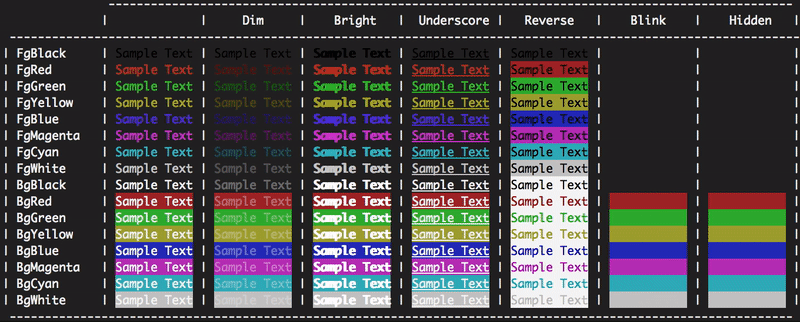 | | Dim | Bright | Underscore | Reverse | Blink | Hidden |
| FgBlack | Sample Text | Sample Text | Sample Text | Sample Text | Sample Text | | |
| FgRed | Sample Text | Sample Text | Sample Text | Sample Text | Sample Text | | |
| FgGreen | Sample Text | Sample Text | Sample Text | Sample Text | Sample Text | | |
| FgYellow | Sample Text | Sample Text | Sample Text | Sample Text | Sample Text | | |
| FgBlue | Sample Text | Sample Text | Sample Text | Sample Text | Sample Text | | |
| FgMagenta | Sample Text | Sample Text | Sample Text | Sample Text | Sample Text | | |
| FgCyan | Sample Text | Sample Text | Sample Text | Sample Text | Sample Text | | |
| FgWhite | Sample Text | Sample Text | Sample Text | Sample Text | Sample Text | | |
| BgBlack | Sample Text | Sample Text | Sample Text | Sample Text | Sample Text | | |
| BgRed | Sample Text | Sample Text | Sample Text | Sample Text | Sample Text | | |
| BgGreen | Sample Text | Sample Text | Sample Text | Sample Text | Sample Text | | |
| BgYellow | Sample Text | Sample Text | Sample Text | Sample Text | Sample Text | | |
| BgBlue | Sample Text | Sample Text | Sample Text | Sample Text | Sample Text | | |
| BgMagenta | Sample Text | Sample Text | Sample Text | Sample Text | Sample Text | | |
| BgCyan | Sample Text | Sample Text | Sample Text | Sample Text | Sample Text | | |
| BgWhite | Sample Text | Sample Text | Sample Text | Sample Text | Sample Text | | |